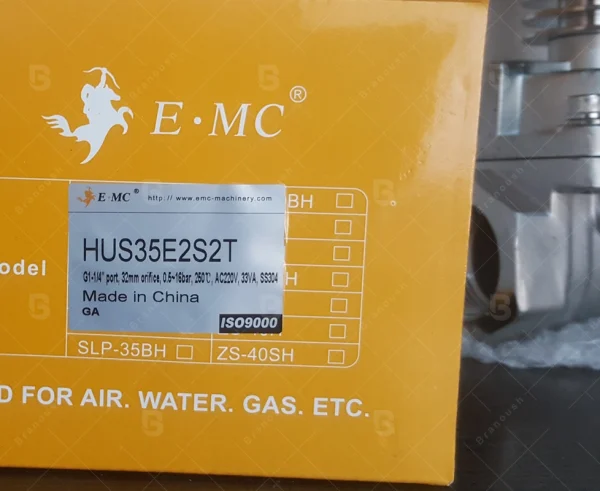 E·MC®
E·MC® http://www.emc-machinery.com
BH
HUS35E2S2T
odel
G1-1/4" port, 32mm orifice, 0.5~16bar, 250℃, AC220V, 33VA, SS304
H
Made in China
GA
ISO9000
SLP-35BH ZS-40SH
D FOR AIR. WATER. GAS. ETC.